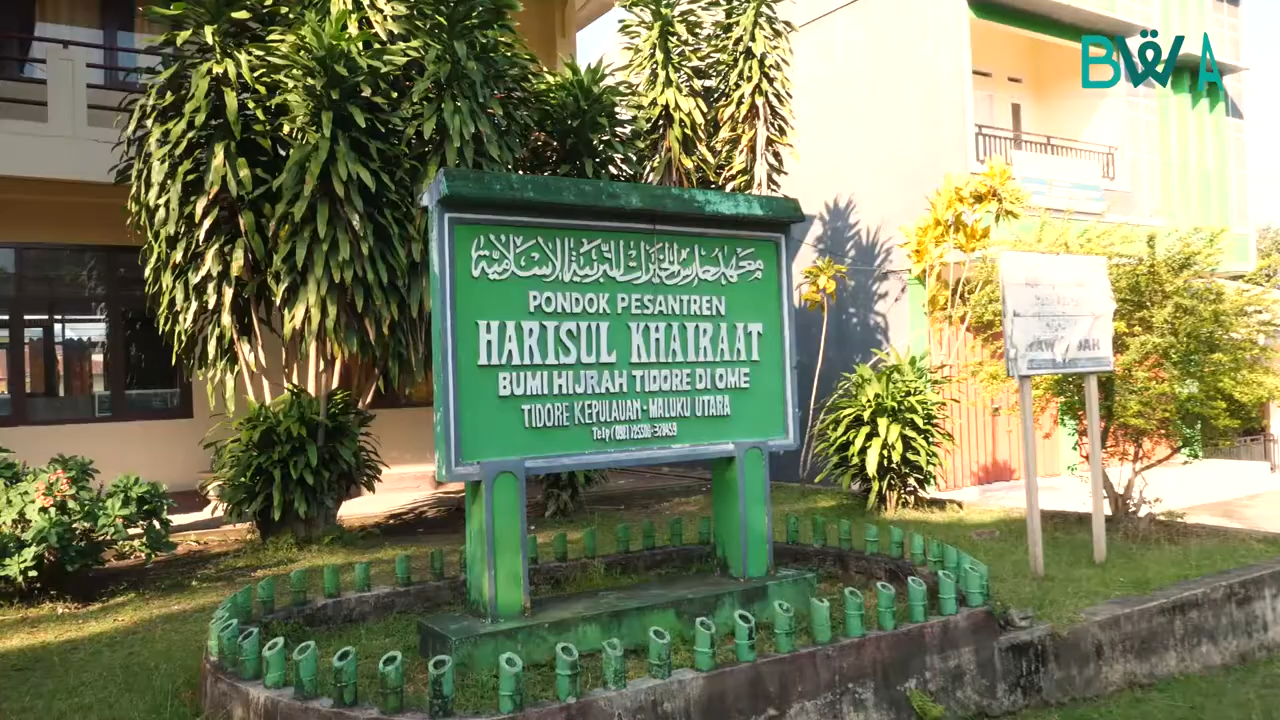 BWA
معهد حارس الخيرات للتربية الإسلامية
PONDOK PESANTREN
HARISUL KHAIRAAT
BUMI HIJRAH TIDORE DI OME
TIDORE KEPULAUAN - MALUKU UTARA